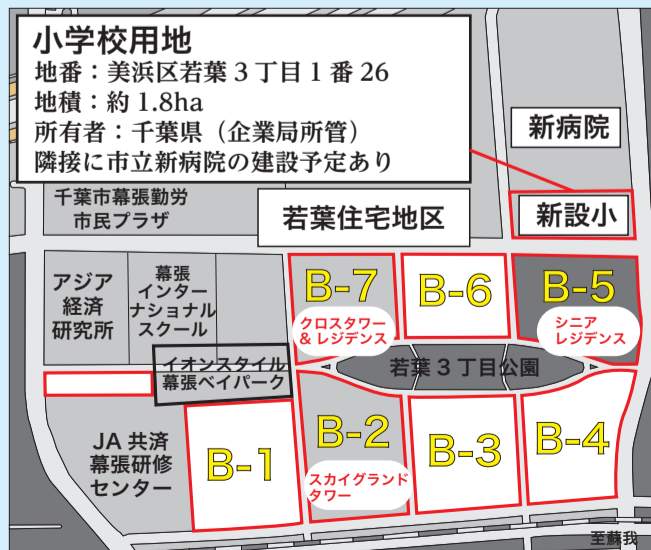 小学校用地
地番：美浜区若葉３丁目１番 26
地積：約 1.8ha
所有者：千葉県（企業局所管）
隣接に市立新病院の建設予定あり
新病院
千葉市幕張勤労
市民プラザ
若葉住宅地区
新設小
アジア
経済
研究所
幕張
インター
ナショナル
スクール
B-7
クロスタワー
＆レジデンス
B-6
B-5
シニア
レジデンス
イオンスタイル
幕張ベイパーク
若葉３丁目公園
JA 共済
幕張研修
センター
B-1
B-2
スカイグランド
タワー
B-3
B-4
至蘇我